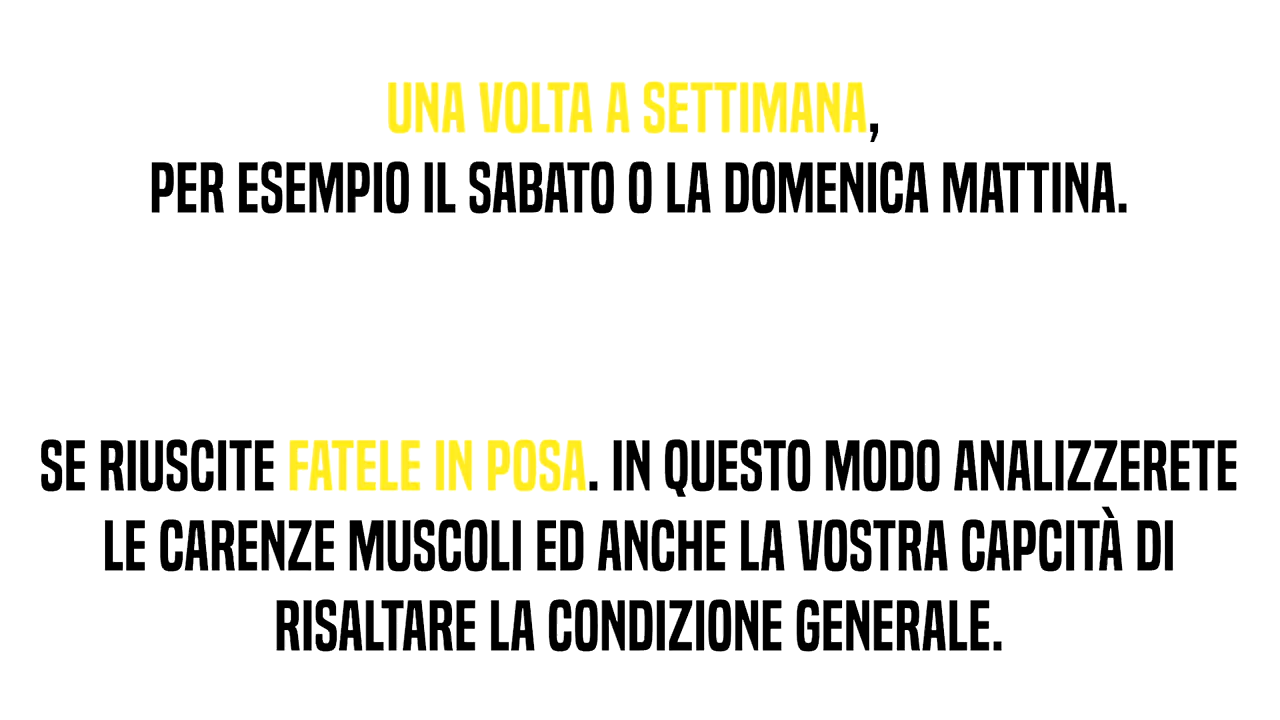 UNA VOLTA A SETTIMANA,
PER ESEMPIO IL SABATO O LA DOMENICA MATTINA.
SE RIUSCITE FATELE IN POSA. IN QUESTO MODO ANALIZZERETE
LE CARENZE MUSCOLI ED ANCHE LA VOSTRA CAPCITÀ DI
RISALTARE LA CONDIZIONE GENERALE.